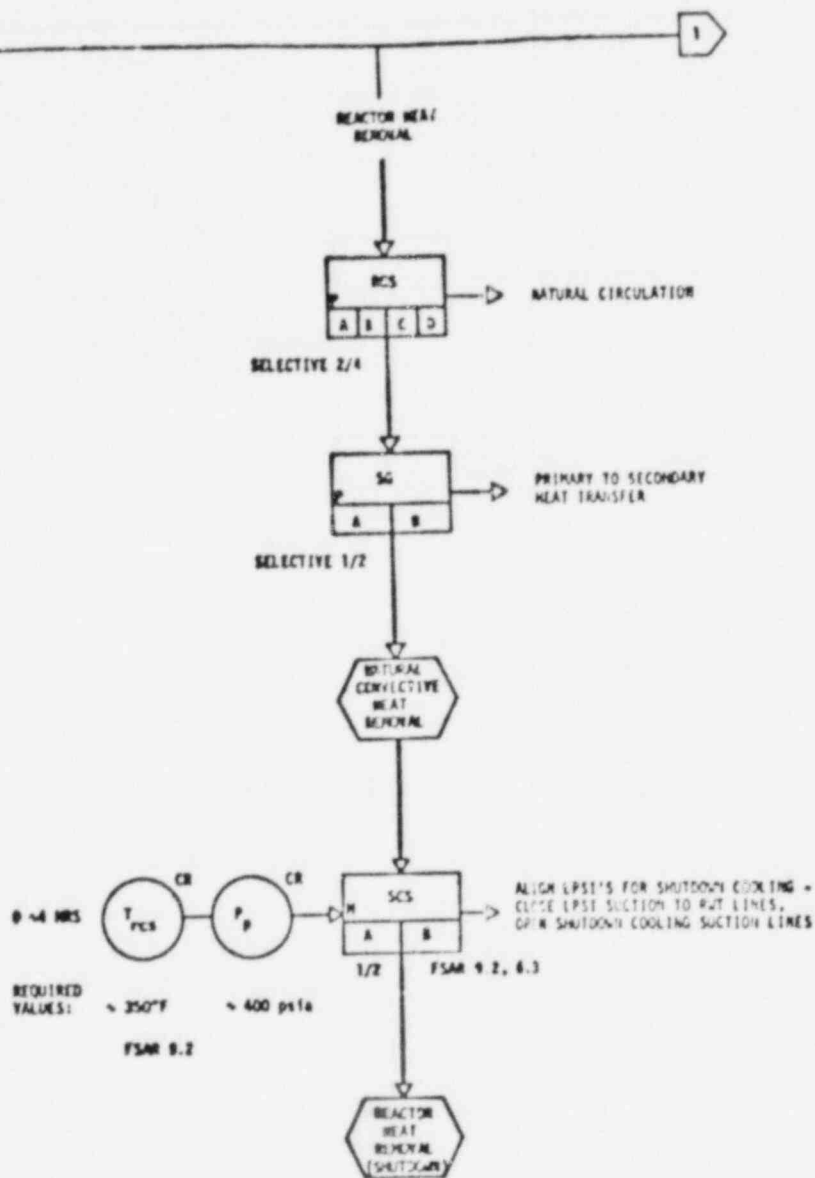 1
REACTOR HEAT
REMOVAL
RCS
P
A B C D
NATURAL CIRCULATION
SELECTIVE 2/4
SG
P
A B
PRIMARY TO SECONDARY
HEAT TRANSFER
SELECTIVE 1/2
NATURAL
CONVECTIVE
HEAT
REMOVAL
@ ~4 HRS
T rcs
CR
P p
CR
SCS
M
A B
ALIGN LPSI'S FOR SHUTDOWN COOLING -
CLOSE LPSI SUCTION TO RWT LINES,
OPEN SHUTDOWN COOLING SUCTION LINES
1/2 FSAR 9.2, 6.3
REQUIRED
VALUES: ~ 350°F ~ 400 psia
FSAR 9.2
REACTOR
HEAT
REMOVAL
(SHUTDOWN)